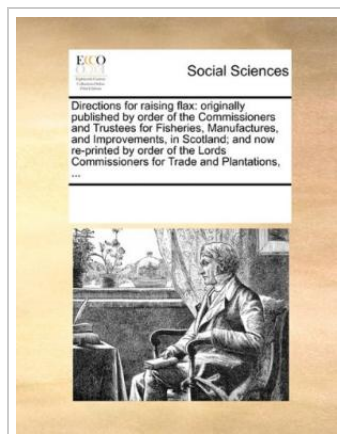 ECCO
Social Sciences
Directions for raising flax: originally
published by order of the Commissioners
and Trustees for Fisheries, Manufactures,
and Improvements, in Scotland; and now
re-printed by order of the Lords
Commissioners for Trade and Plantations,
...